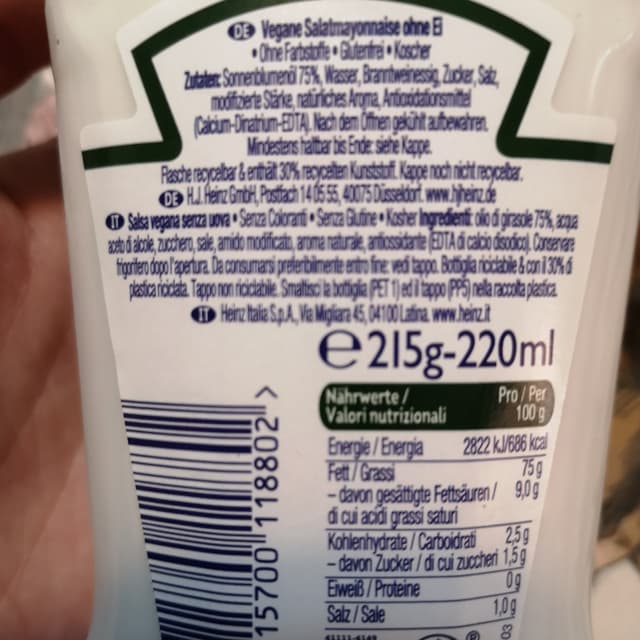 DE Vegane Salatmayonnaise ohne Ei
• Ohne Farbstoffe • Glutenfrei • Koscher
Zutaten: Sonnenblumenöl 75%, Wasser, Branntweinessig, Zucker, Salz,
modifizierte Stärke, natürliches Aroma, Antioxidationsmittel
(Calcium-Dinatrium-EDTA). Nach dem Öffnen gekühlt aufbewahren.
Mindestens haltbar bis Ende: siehe Kappe.
Flasche recycelbar & enthält 30% recycelten Kunststoff. Kappe noch nicht recycelbar.
DE H.J. Heinz GmbH, Postfach 14 05 55, 40075 Düsseldorf. www.hjheinz.de
IT Salsa vegana senza uova • Senza Coloranti • Senza Glutine • Kosher Ingredienti: olio di girasole 75%, acqua
aceto di alcole, zucchero, sale, amido modificato, aroma naturale, antiossidante (EDTA di calcio disodico). Conservare
frigorifero dopo l'apertura. Da consumarsi preferibilmente entro fine: vedi tappo. Bottiglia riciclabile & con il 30% di
plastica riciclata. Tappo non riciclabile. Smaltisci la bottiglia (PET 1) ed il tappo (PP5) nella raccolta plastica.
IT Heinz Italia S.p.A., Via Migliara 45, 04100 Latina. www.heinz.it
e 215g-220ml
Nährwerte / Pro / Per
Valori nutrizionali 100 g
Energie / Energia 2822 kJ/686 kcal
Fett / Grassi 75 g
– davon gesättigte Fettsäuren / 9,0 g
di cui acidi grassi saturi
Kohlenhydrate / Carboidrati 2,5 g
– davon Zucker / di cui zuccheri 1,5 g
Eiweiß / Proteine 0 g
Salz / Sale 1,0 g
15700 118802 >
03